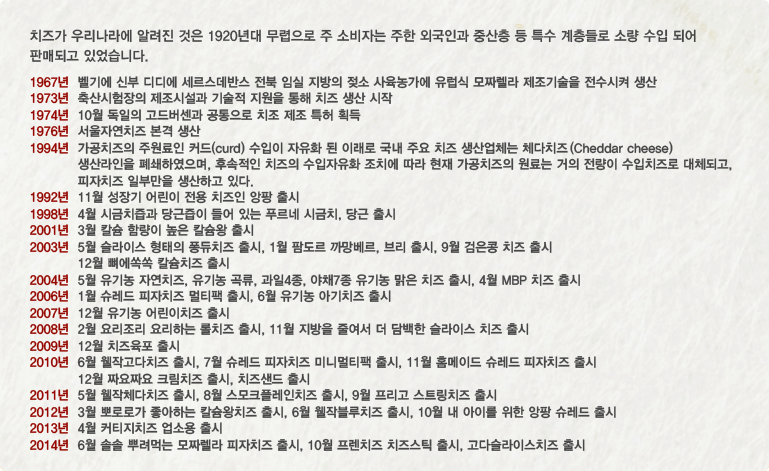 치즈가 우리나라에 알려진 것은 1920년대 무렵으로 주 소비자는 주한 외국인과 중산층 등 특수 계층들로 소량 수입 되어
판매되고 있었습니다.
1967년 벨기에 신부 디디에 세르스데반스 전북 임실 지방의 젖소 사육농가에 유럽식 모짜렐라 제조기술을 전수시켜 생산
1973년 축산시험장의 제조시설과 기술적 지원을 통해 치즈 생산 시작
1974년 10월 독일의 고드버센과 공통으로 치조 제조 특허 획득
1976년 서울자연치즈 본격 생산
1994년 가공치즈의 주원료인 커드(curd) 수입이 자유화 된 이래로 국내 주요 치즈 생산업체는 체다치즈(Cheddar cheese)
생산라인을 폐쇄하였으며, 후속적인 치즈의 수입자유화 조치에 따라 현재 가공치즈의 원료는 거의 전량이 수입치즈로 대체되고,
피자치즈 일부만을 생산하고 있다.
1992년 11월 성장기 어린이 전용 치즈인 앙팡 출시
1998년 4월 시금치즙과 당근즙이 들어 있는 푸르네 시금치, 당근 출시
2001년 3월 칼슘 함량이 높은 칼슘왕 출시
2003년 5월 슬라이스 형태의 퐁듀치즈 출시, 1월 팜도르 까망베르, 브리 출시, 9월 검은콩 치즈 출시
12월 뼈에쏙쏙 칼슘치즈 출시
2004년 5월 유기농 자연치즈, 유기농 곡류, 과일4종, 야채7종 유기농 맑은 치즈 출시, 4월 MBP 치즈 출시
2006년 1월 슈레드 피자치즈 멀티팩 출시, 6월 유기농 아기치즈 출시
2007년 12월 유기농 어린이치즈 출시
2008년 2월 요리조리 요리하는 롤치즈 출시, 11월 지방을 줄여서 더 담백한 슬라이스 치즈 출시
2009년 12월 치즈육포 출시
2010년 6월 웰작고다치즈 출시, 7월 슈레드 피자치즈 미니멀티팩 출시, 11월 홈메이드 슈레드 피자치즈 출시
12월 짜요짜요 크림치즈 출시, 치즈샌드 출시
2011년 5월 웰작체다치즈 출시, 8월 스모크플레인치즈 출시, 9월 프리고 스트링치즈 출시
2012년 3월 뽀로로가 좋아하는 칼슘왕치즈 출시, 6월 웰작블루치즈 출시, 10월 내 아이를 위한 앙팡 슈레드 출시
2013년 4월 커티지치즈 업소용 출시
2014년 6월 솔솔 뿌려먹는 모짜렐라 피자치즈 출시, 10월 프렌치즈 치즈스틱 출시, 고다슬라이스치즈 출시